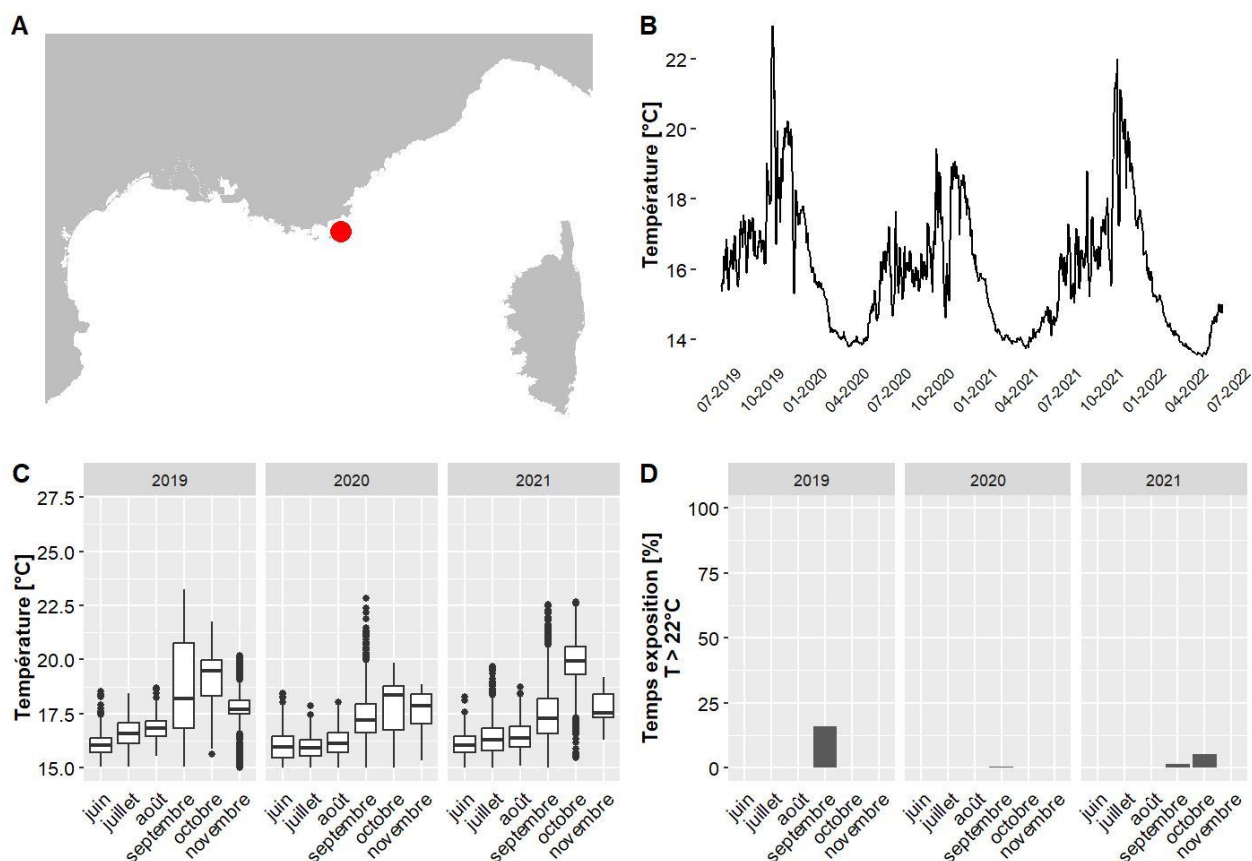 A
B
Température [°C]
22
20
18
16
14
07-2019
10-2019
01-2020
04-2020
07-2020
10-2020
01-2021
04-2021
07-2021
10-2021
01-2022
04-2022
07-2022
C
2019
2020
2021
Température [°C]
27.5
25.0
22.5
20.0
17.5
15.0
juin
juillet
août
septembre
octobre
novembre
juin
juillet
août
septembre
octobre
novembre
juin
juillet
août
septembre
octobre
novembre
D
2019
2020
2021
Temps exposition [%]
T > 22°C
100
75
50
25
0
juin
juillet
août
septembre
octobre
novembre
juin
juillet
août
septembre
octobre
novembre
juin
juillet
août
septembre
octobre
novembre